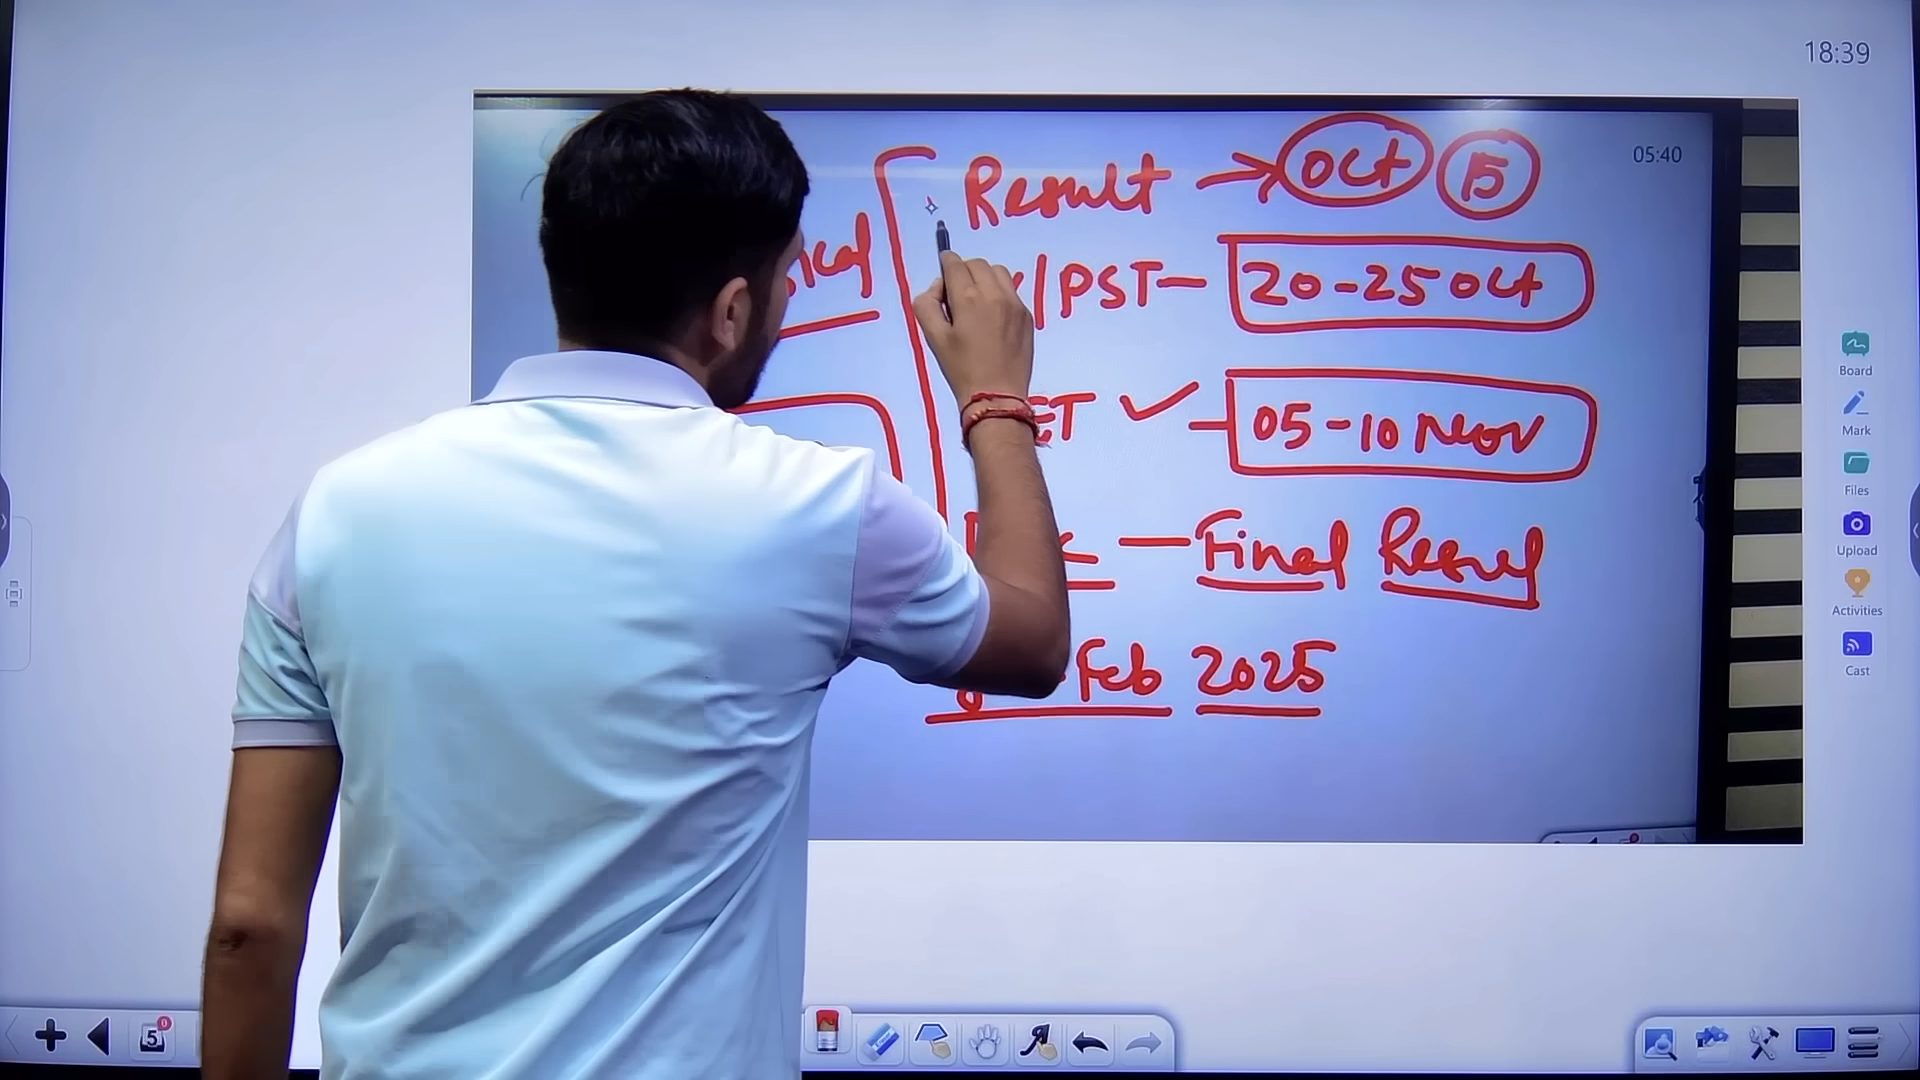 18:39
05:40
Result → Oct 15
/PST - 20-25 Oct
ET ✓ - 05-10 Nov
- Final Result
Feb 2025
Board
Mark
Files
Upload
Activities
Cast
5
0